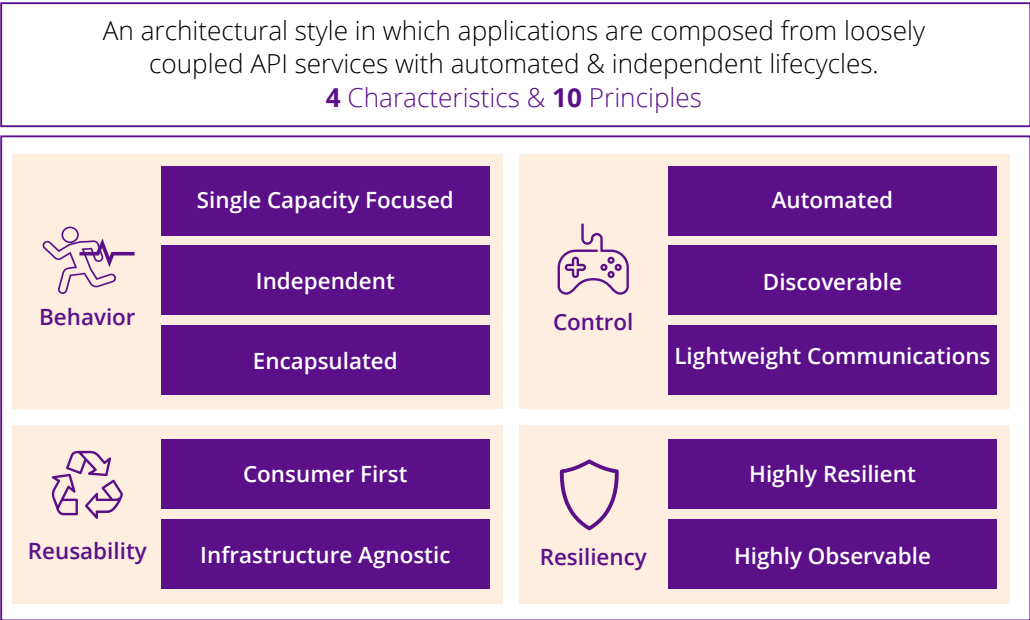 An architectural style in which applications are composed from loosely
coupled API services with automated & independent lifecycles.
4 Characteristics & 10 Principles
Behavior
Single Capacity Focused
Independent
Encapsulated
Control
Automated
Discoverable
Lightweight Communications
Reusability
Consumer First
Infrastructure Agnostic
Resiliency
Highly Resilient
Highly Observable